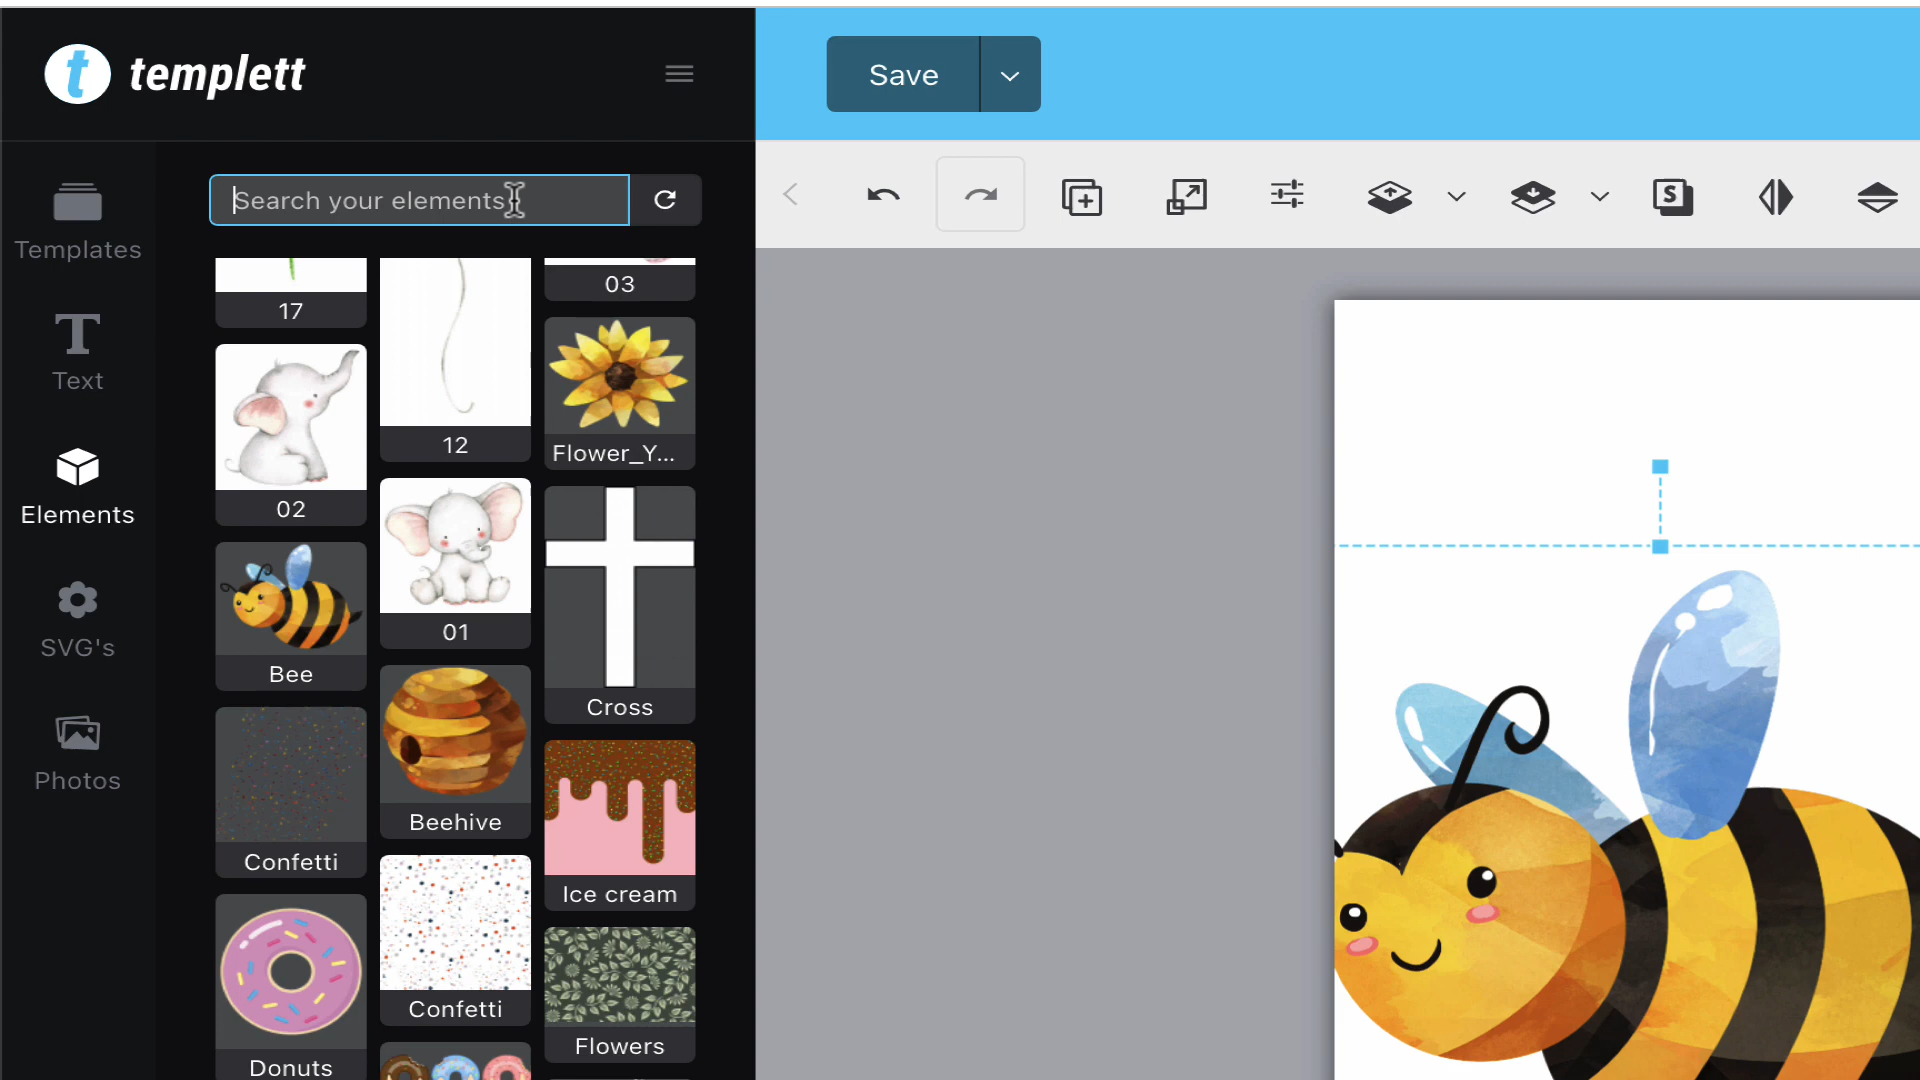 t templett
Save
Search your elements
Templates
Text
Elements
SVG's
Photos
S
17
02
Bee
Confetti
Donuts
12
01
Beehive
Confetti
03
Flower_Y...
Cross
Ice cream
Flowers